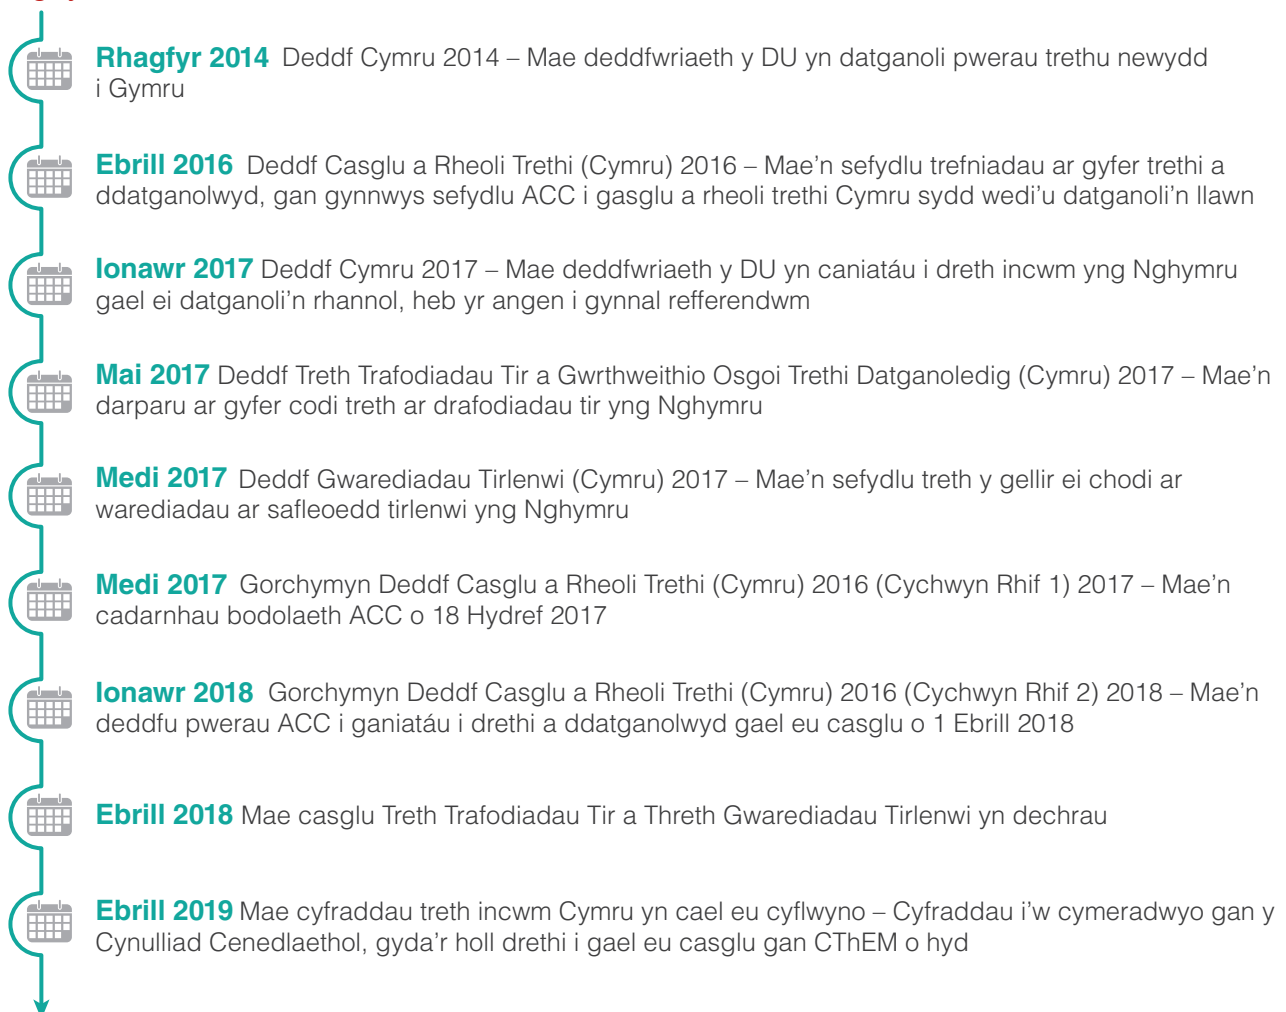 Rhagfyr 2014 Deddf Cymru 2014 – Mae deddfwriaeth y DU yn datganoli pwerau trethu newydd
i Gymru
Ebrill 2016 Deddf Casglu a Rheoli Trethi (Cymru) 2016 – Mae’n sefydlu trefniadau ar gyfer trethi a
ddatganolwyd, gan gynnwys sefydlu ACC i gasglu a rheoli trethi Cymru sydd wedi’u datganoli’n llawn
Ionawr 2017 Deddf Cymru 2017 – Mae deddfwriaeth y DU yn caniatáu i dreth incwm yng Nghymru
gael ei datganoli’n rhannol, heb yr angen i gynnal refferendwm
Mai 2017 Deddf Treth Trafodiadau Tir a Gwrthweithio Osgoi Trethi Datganoledig (Cymru) 2017 – Mae’n
darparu ar gyfer codi treth ar drafodiadau tir yng Nghymru
Medi 2017 Deddf Gwarediadau Tirlenwi (Cymru) 2017 – Mae’n sefydlu treth y gellir ei chodi ar
warediadau ar safleoedd tirlenwi yng Nghymru
Medi 2017 Gorchymyn Deddf Casglu a Rheoli Trethi (Cymru) 2016 (Cychwyn Rhif 1) 2017 – Mae’n
cadarnhau bodolaeth ACC o 18 Hydref 2017
Ionawr 2018 Gorchymyn Deddf Casglu a Rheoli Trethi (Cymru) 2016 (Cychwyn Rhif 2) 2018 – Mae’n
deddfu pwerau ACC i ganiatáu i drethi a ddatganolwyd gael eu casglu o 1 Ebrill 2018
Ebrill 2018 Mae casglu Treth Trafodiadau Tir a Threth Gwarediadau Tirlenwi yn dechrau
Ebrill 2019 Mae cyfraddau treth incwm Cymru yn cael eu cyflwyno – Cyfraddau i’w cymeradwyo gan y
Cynulliad Cenedlaethol, gyda’r holl drethi i gael eu casglu gan CThEM o hyd